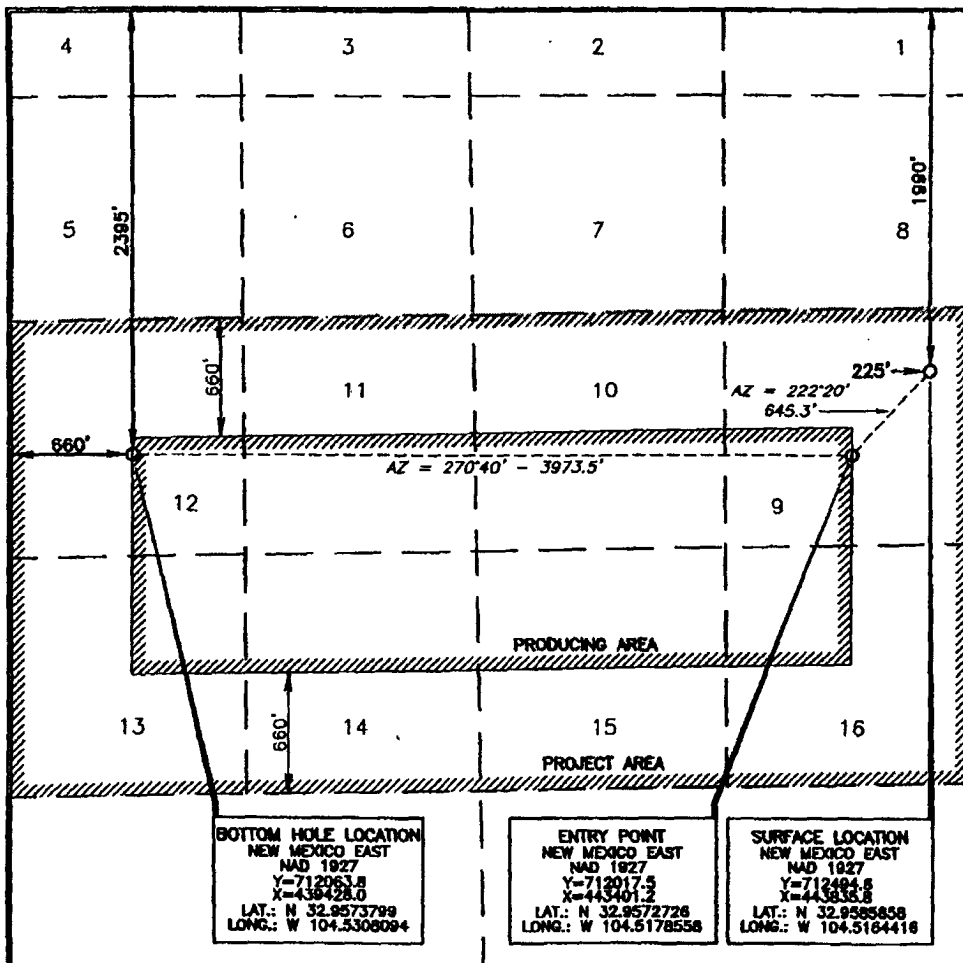 4 3 2 1
2395'
1990'
5 6 7 8
660'
11 10
225'
AZ = 222°20'
645.3'
660'
AZ = 270°40' - 3973.5'
12 9
PRODUCING AREA
660'
13 14 15 16
PROJECT AREA
BOTTOM HOLE LOCATION
NEW MEXICO EAST
NAD 1927
Y=712063.8
X=439428.0
LAT.: N 32.9573799
LONG.: W 104.5308094
ENTRY POINT
NEW MEXICO EAST
NAD 1927
Y=712017.5
X=443401.2
LAT.: N 32.9572726
LONG.: W 104.5178558
SURFACE LOCATION
NEW MEXICO EAST
NAD 1927
Y=712494.8
X=443835.8
LAT.: N 32.9585858
LONG.: W 104.5164416